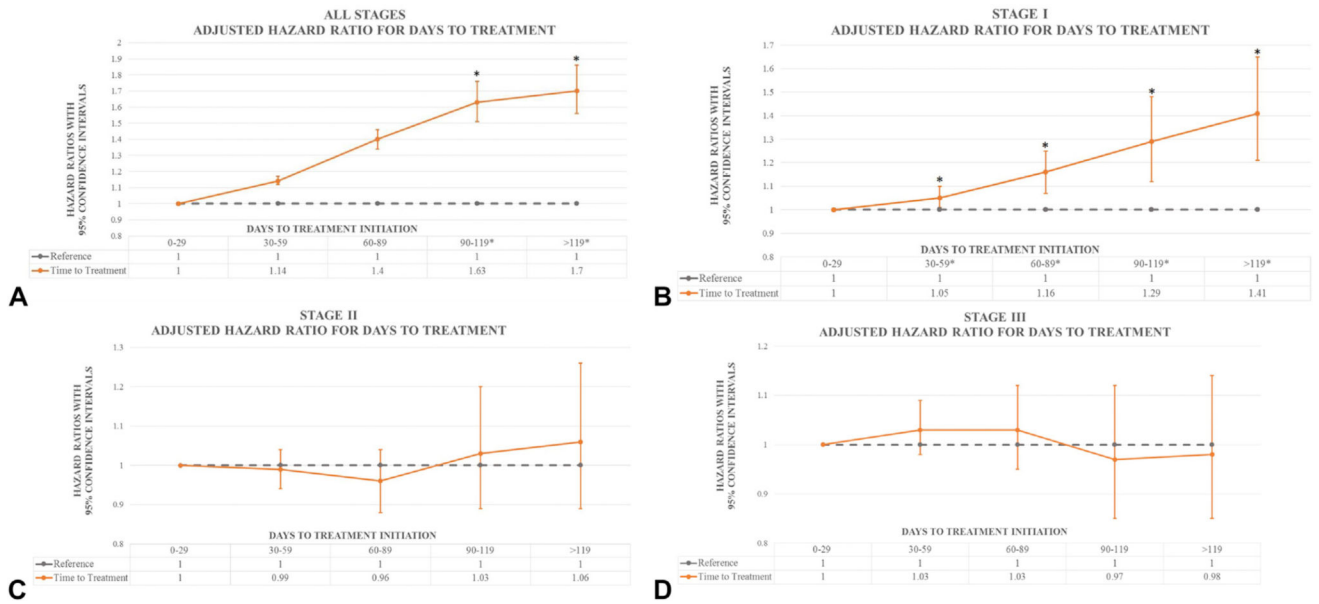 ALL STAGES
ADJUSTED HAZARD RATIO FOR DAYS TO TREATMENT
HAZARD RATIOS WITH
95% CONFIDENCE INTERVALS
2
1.9
1.8
1.7
1.6
1.5
1.4
1.3
1.2
1.1
1
0.9
0.8
*
*
DAYS TO TREATMENT INITIATION
0-29 30-59 60-89 90-119* >119*
Reference 1 1 1 1 1
Time to Treatment 1 1.14 1.4 1.63 1.7
A
STAGE I
ADJUSTED HAZARD RATIO FOR DAYS TO TREATMENT
HAZARD RATIOS WITH
95% CONFIDENCE INTERVALS
1.7
1.6
1.5
1.4
1.3
1.2
1.1
1
0.9
0.8
*
*
*
*
DAYS TO TREATMENT INITIATION
0-29 30-59* 60-89* 90-119* >119*
Reference 1 1 1 1 1
Time to Treatment 1 1.05 1.16 1.29 1.41
B
STAGE II
ADJUSTED HAZARD RATIO FOR DAYS TO TREATMENT
HAZARD RATIOS WITH
95% CONFIDENCE INTERVALS
1.3
1.2
1.1
1
0.9
0.8
DAYS TO TREATMENT INITIATION
0-29 30-59 60-89 90-119 >119
Reference 1 1 1 1 1
Time to Treatment 1 0.99 0.96 1.03 1.06
C
STAGE III
ADJUSTED HAZARD RATIO FOR DAYS TO TREATMENT
HAZARD RATIOS WITH
95% CONFIDENCE INTERVALS
1.2
1.1
1
0.9
0.8
DAYS TO TREATMENT INITIATION
0-29 30-59 60-89 90-119 >119
Reference 1 1 1 1 1
Time to Treatment 1 1.03 1.03 0.97 0.98
D